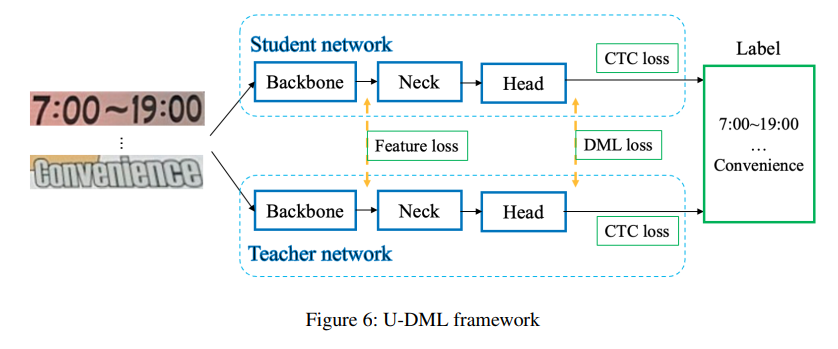 Student network
CTC loss
Label
Backbone
Neck
Head
7:00~19:00
⋮
Convenience
Feature loss
DML loss
7:00~19:00
...
Convenience
Backbone
Neck
Head
CTC loss
Teacher network
Figure 6: U-DML framework